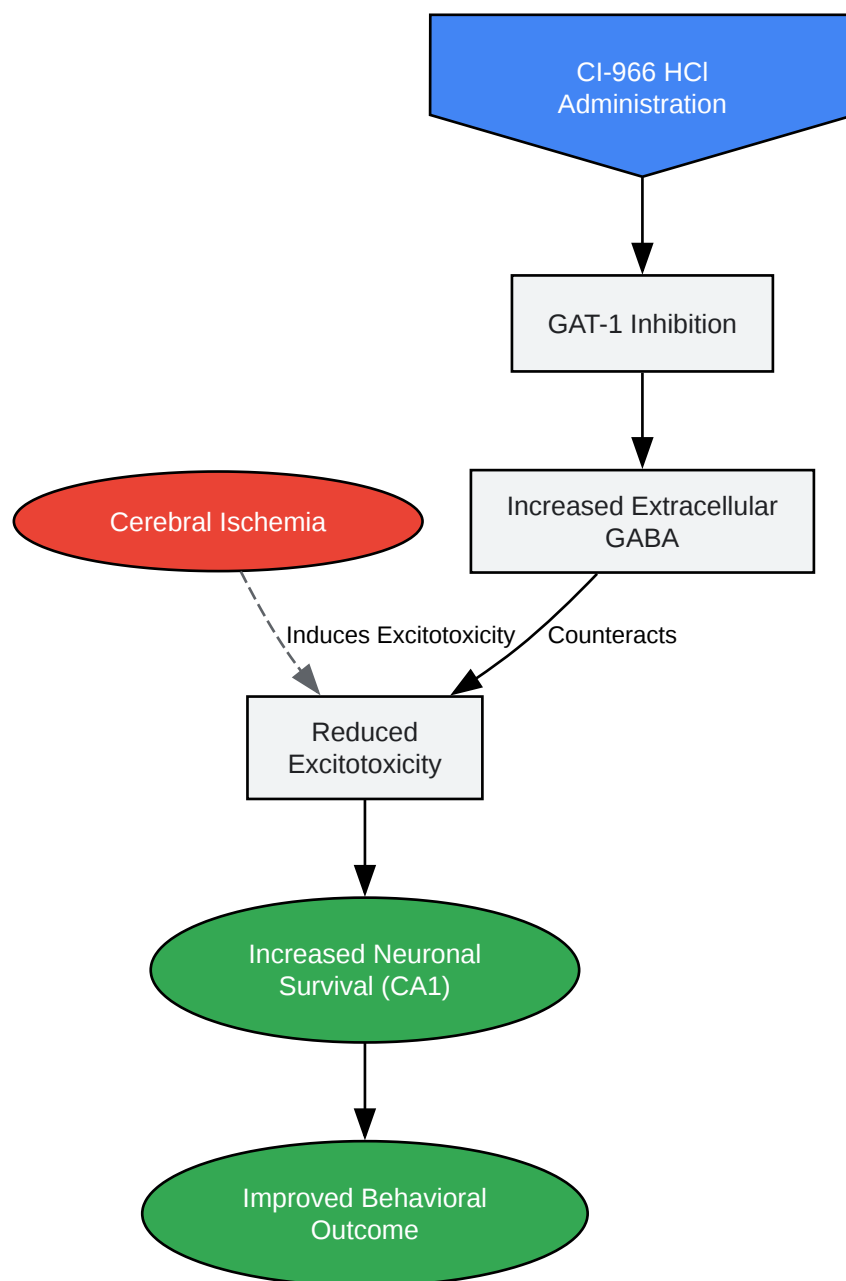 CI-966 HCl
Administration
GAT-1 Inhibition
Increased Extracellular
GABA
Cerebral Ischemia
Induces Excitotoxicity
Counteracts
Reduced
Excitotoxicity
Increased Neuronal
Survival (CA1)
Improved Behavioral
Outcome